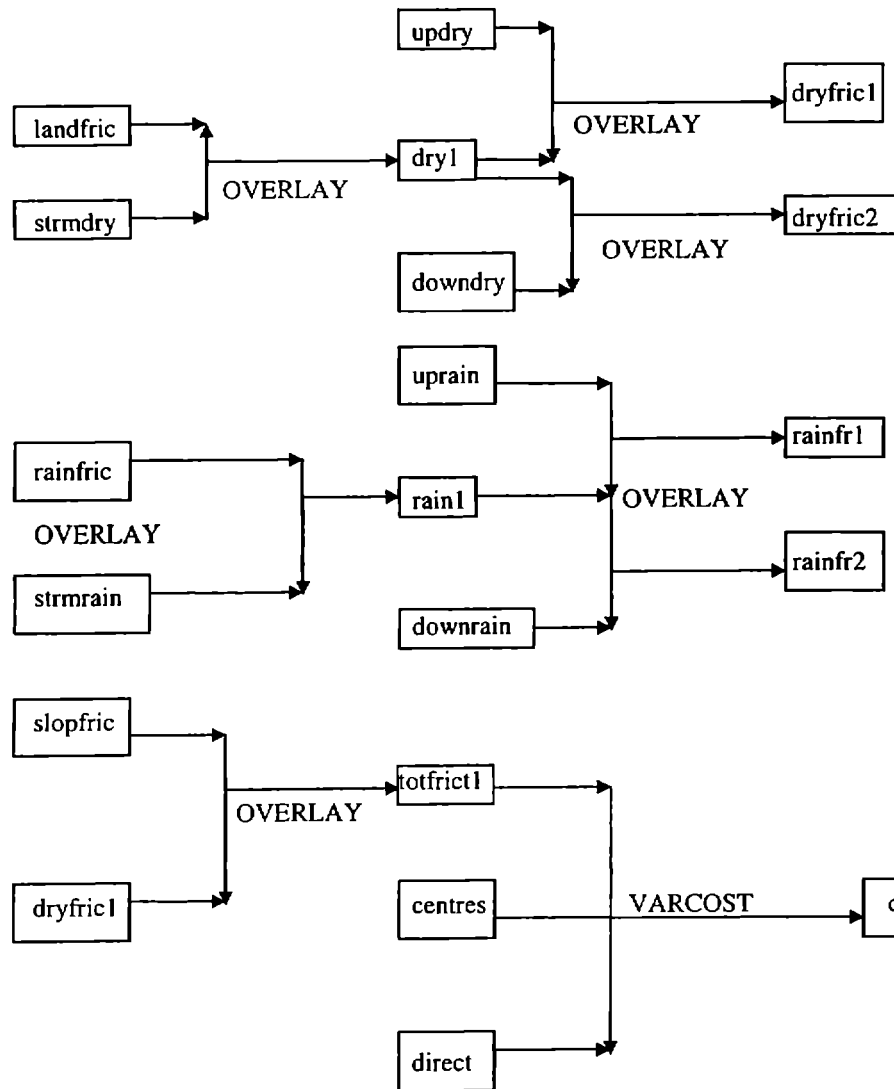 updry
dryfric1
landfric
OVERLAY
dry1
OVERLAY
strmdry
dryfric2
OVERLAY
downdry
uprain
rainfr1
rainfric
rain1
OVERLAY
OVERLAY
rainfr2
strmrain
downrain
slopfric
totfrict1
OVERLAY
dryfric1
centres
VARCOST
direct